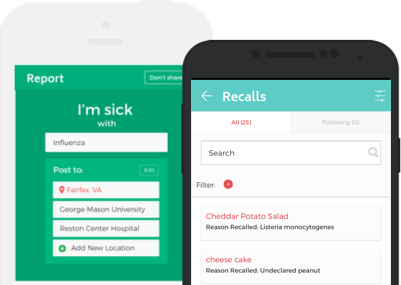 Report
Don't share
I'm sick
with
Influenza
Post to:
Edit
Fairfax, VA
George Mason University
Reston Center Hospital
Add New Location
Recalls
All (25)
Following (0)
Search
Filter:
Cheddar Potato Salad
Reason Recalled: Listeria monocytogenes
cheese cake
Reason Recalled: Undeclared peanut